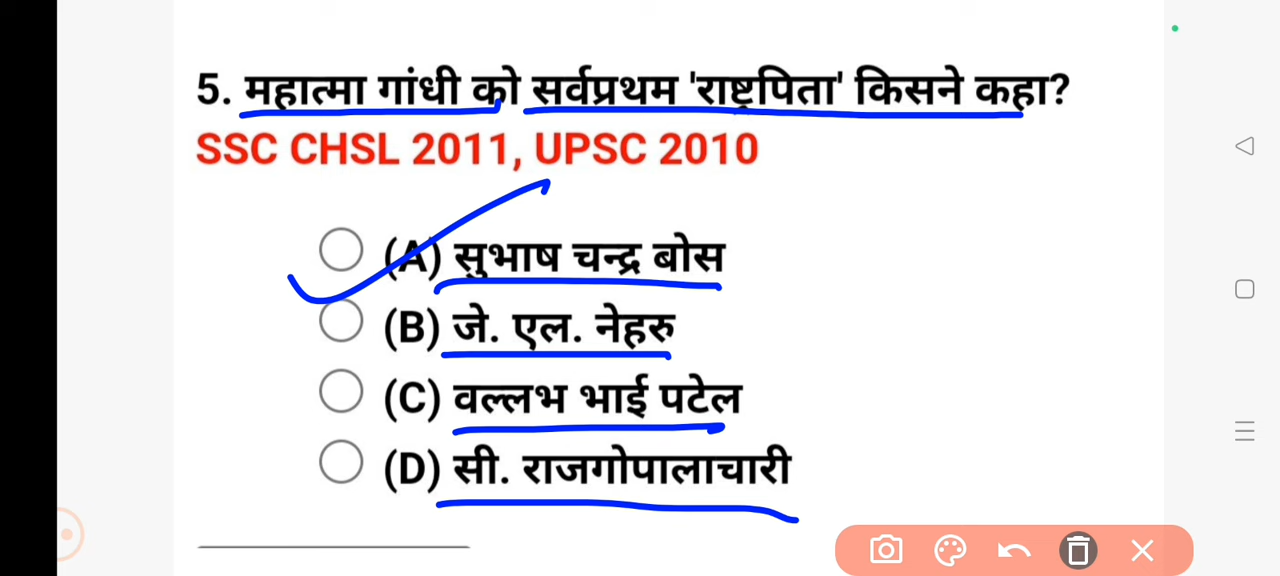 5. महात्मा गांधी को सर्वप्रथम 'राष्ट्रपिता' किसने कहा?
SSC CHSL 2011, UPSC 2010
(A) सुभाष चन्द्र बोस
(B) जे. एल. नेहरु
(C) वल्लभ भाई पटेल
(D) सी. राजगोपालाचारी